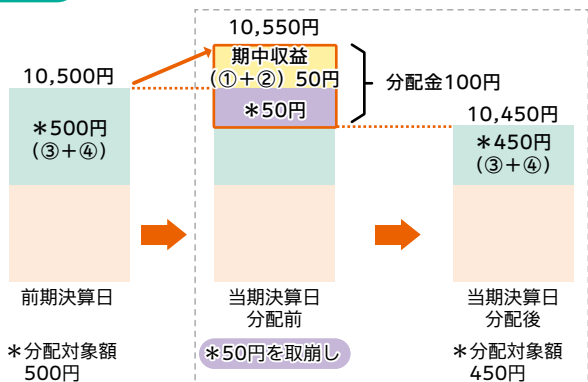 10,550円
10,500円
期中収益
(①+②) 50円
*50円
分配金100円
10,450円
*500円
(③+④)
*450円
(③+④)
前期決算日
当期決算日
分配前
当期決算日
分配後
*分配対象額
500円
*50円を取崩し
*分配対象額
450円